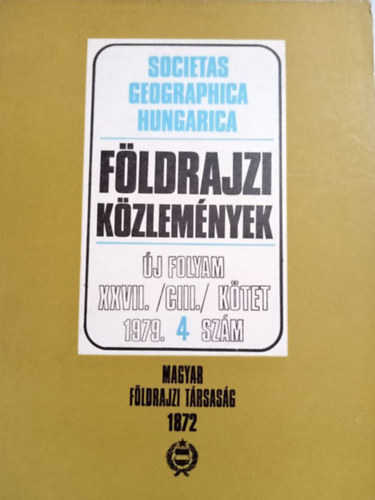 SOCIETAS
GEOGRAPHICA
HUNGARICA
FÖLDRAJZI
KÖZLEMÉNYEK
ÚJ FOLYAM
XXVII. /CIII./ KÖTET
1979. 4 SZÁM
MAGYAR
FÖLDRAJZI TÁRSASÁG
1872